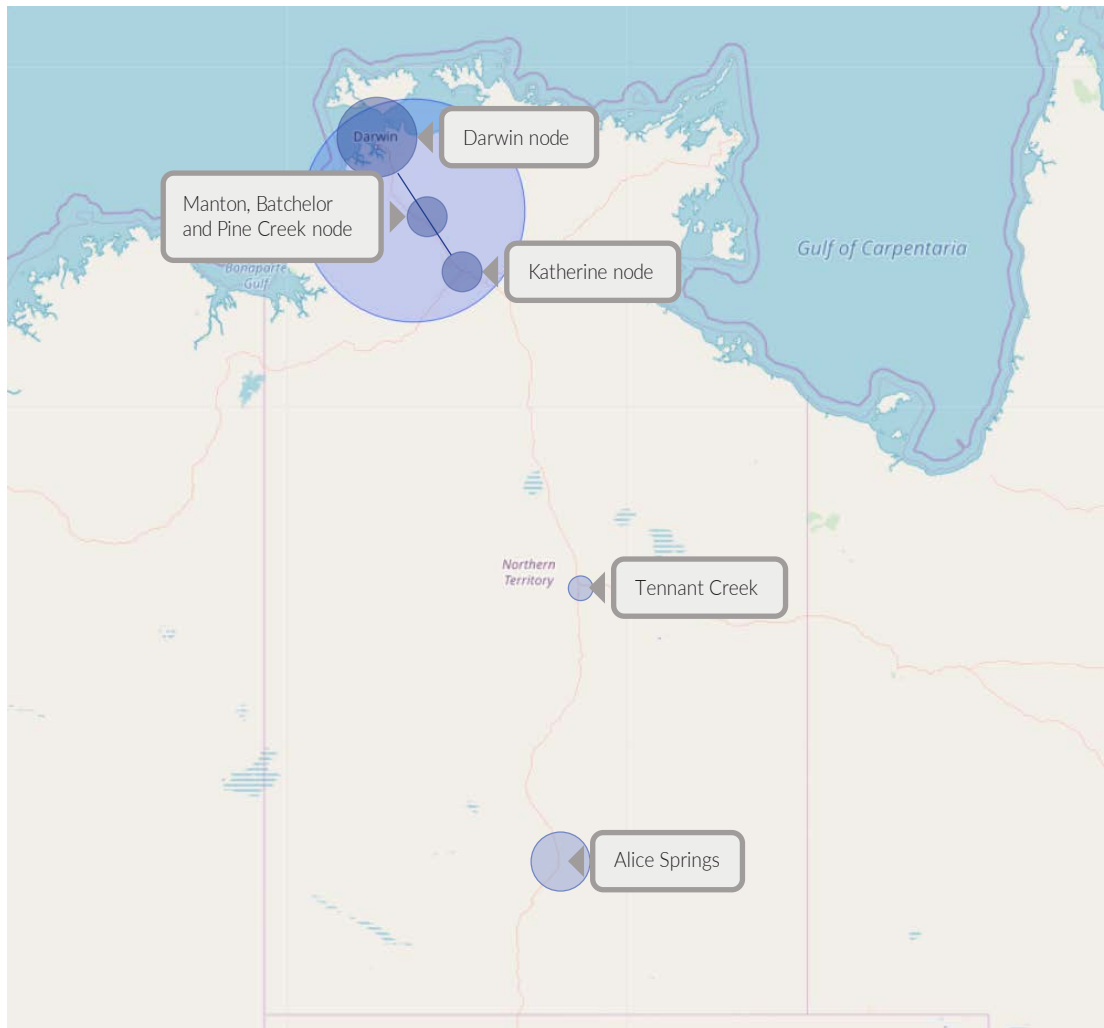 Darwin
Darwin node
Manton, Batchelor
and Pine Creek node
Katherine node
Gulf of Carpentaria
Bonaparte
Gulf
Northern
Territory
Tennant Creek
Alice Springs